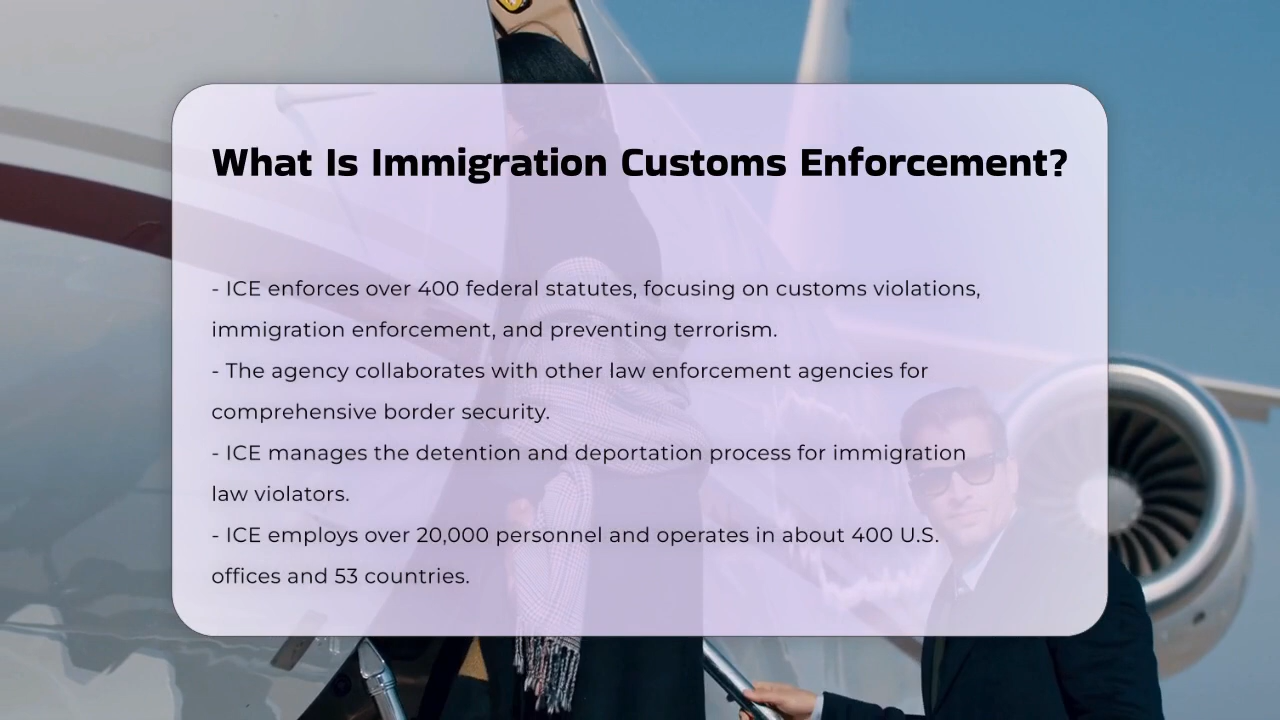 What Is Immigration Customs Enforcement?
- ICE enforces over 400 federal statutes, focusing on customs violations,
immigration enforcement, and preventing terrorism.
- The agency collaborates with other law enforcement agencies for
comprehensive border security.
- ICE manages the detention and deportation process for immigration
law violators.
- ICE employs over 20,000 personnel and operates in about 400 U.S.
offices and 53 countries.